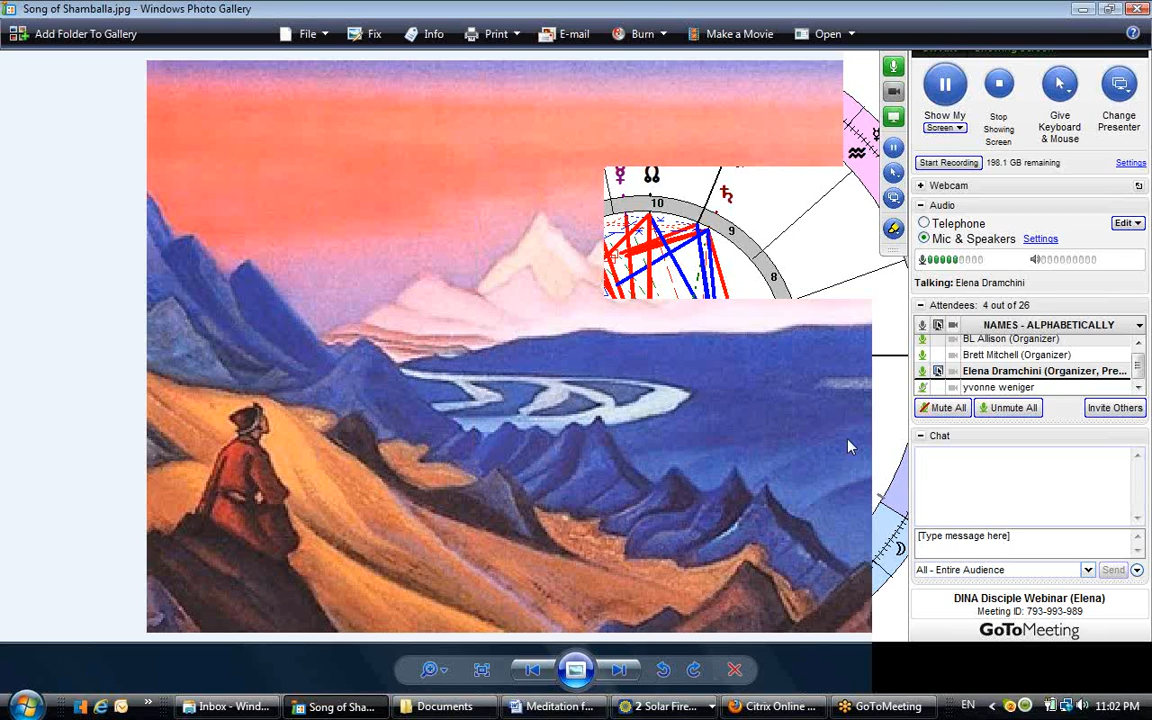 Song of Shamballa.jpg - Windows Photo Gallery
Add Folder To Gallery
File
Fix
Info
Print
E-mail
Burn
Make a Movie
Open
10
9
8
Show My
Screen
Stop
Showing
Screen
Give
Keyboard
& Mouse
Change
Presenter
Start Recording
198.1 GB remaining
Settings
Webcam
Audio
Telephone
Edit
Mic & Speakers
Settings
Talking: Elena Dramchini
Attendees: 4 out of 26
NAMES - ALPHABETICALLY
BL Allison (Organizer)
Brett Mitchell (Organizer)
Elena Dramchini (Organizer, Pre...
yvonne weniger
Mute All
Unmute All
Invite Others
Chat
[Type message here]
All - Entire Audience
Send
DINA Disciple Webinar (Elena)
Meeting ID: 793-993-989
GoToMeeting
Inbox - Wind...
Song of Sha...
Documents
Meditation f...
2 Solar Fire...
Citrix Online ...
GoToMeeting
EN
11:02 PM